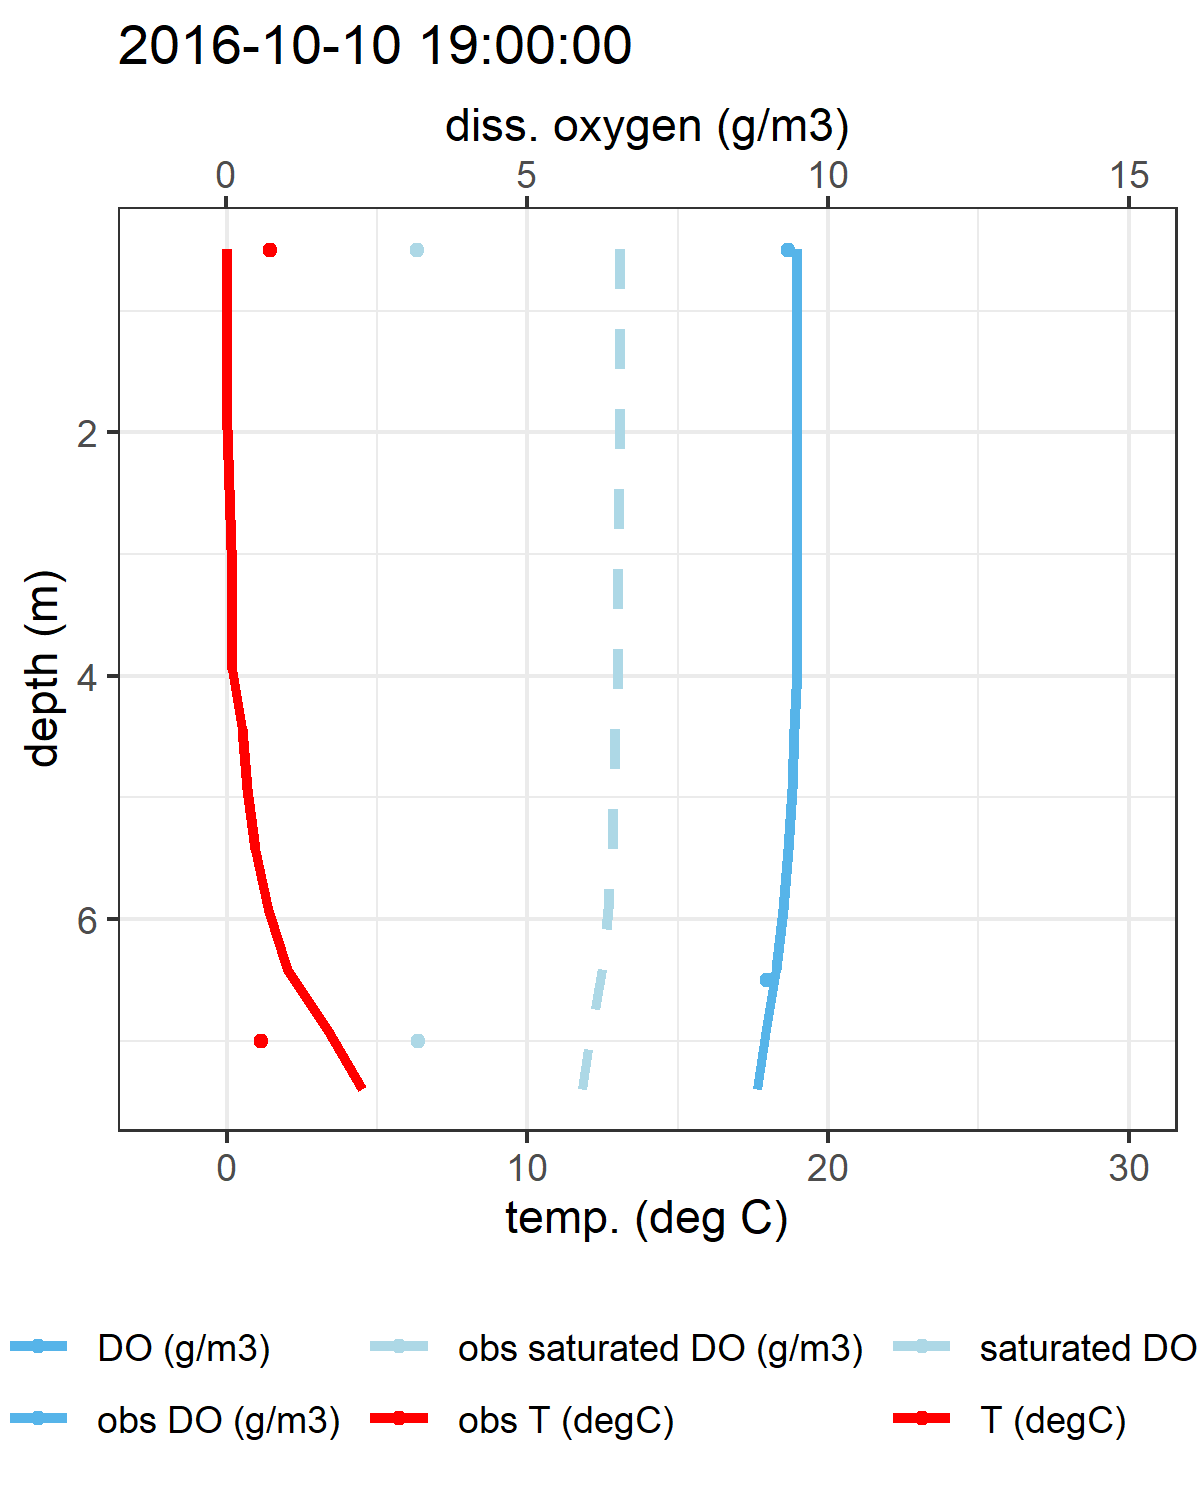 2016-10-10 19:00:00
diss. oxygen (g/m3)
0 5 10 15
2
4
6
depth (m)
0 10 20 30
temp. (deg C)
DO (g/m3) obs saturated DO (g/m3) saturated DO
obs DO (g/m3) obs T (degC) T (degC)